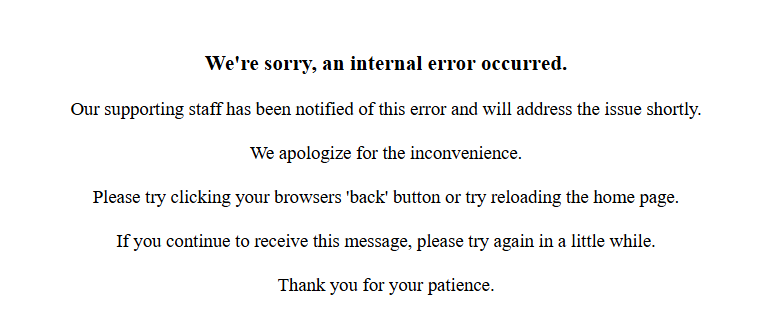 We're sorry, an internal error occurred.
Our supporting staff has been notified of this error and will address the issue shortly.
We apologize for the inconvenience.
Please try clicking your browsers 'back' button or try reloading the home page.
If you continue to receive this message, please try again in a little while.
Thank you for your patience.